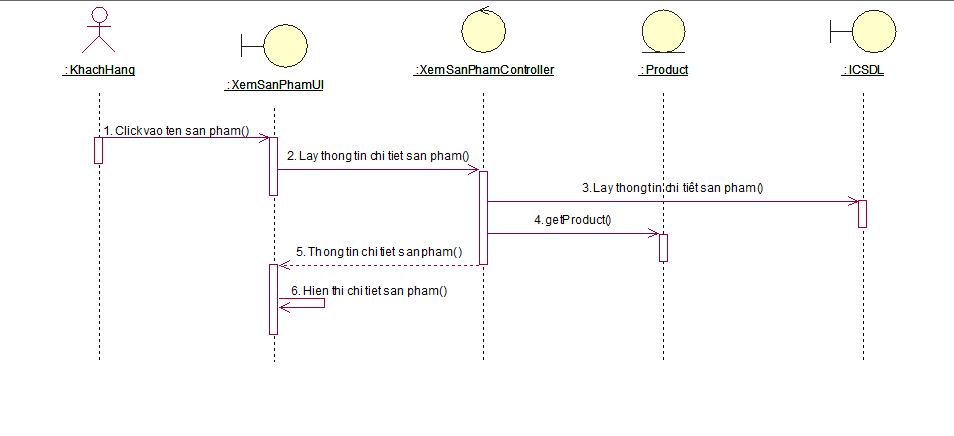 : KhachHang
: XemSanPhamUI
: XemSanPhamController
: Product
: ICSDL
1. Click vao ten san pham()
2. Lay thong tin chi tiet san pham()
3. Lay thong tin chi tiêt san pham()
4. getProduct()
5. Thong tin chi tiet san pham()
6. Hien thi chi tiet san pham()